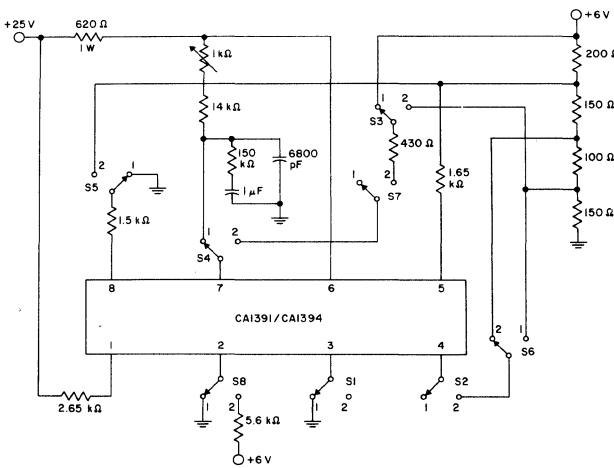 +25 V
620 Ω
1 W
+6 V
1 kΩ
200 Ω
14 kΩ
1
2
S3
150 Ω
150
kΩ
6800
pF
430 Ω
100 Ω
2
1
S5
1
2
S7
1.65
kΩ
1 μF
150 Ω
1.5 kΩ
1
2
S4
8
7
6
5
CA1391/CA1394
2
1
S6
1
2
3
4
S8
S1
S2
1
2
1
2
1
2
2.65 kΩ
5.6 kΩ
+6 V